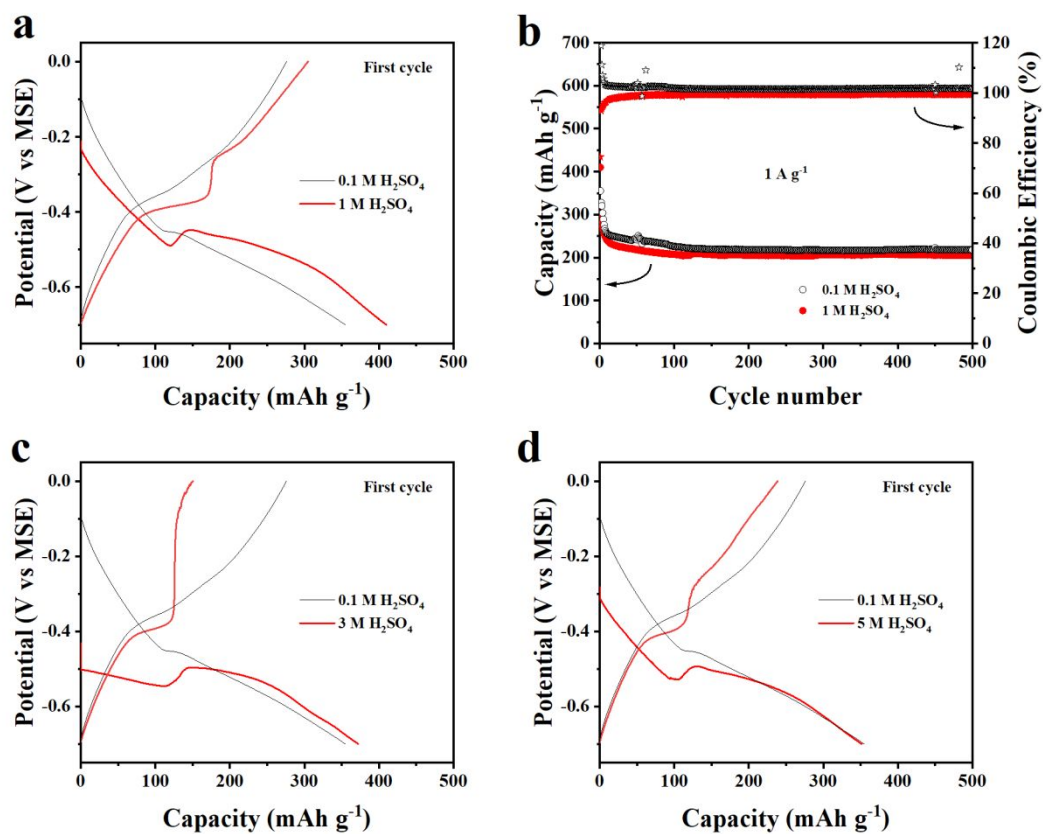 a
First cycle
0.0
-0.2
-0.4
-0.6
Potential (V vs MSE)
0.1 M H₂SO₄
1 M H₂SO₄
0 100 200 300 400 500
Capacity (mAh g⁻¹)
b
700
600
500
400
300
200
100
0
Capacity (mAh g⁻¹)
120
100
80
60
40
20
0
Coulombic Efficiency (%)
1 A g⁻¹
0.1 M H₂SO₄
1 M H₂SO₄
0 100 200 300 400 500
Cycle number
c
First cycle
0.0
-0.2
-0.4
-0.6
Potential (V vs MSE)
0.1 M H₂SO₄
3 M H₂SO₄
0 100 200 300 400 500
Capacity (mAh g⁻¹)
d
First cycle
0.0
-0.2
-0.4
-0.6
Potential (V vs MSE)
0.1 M H₂SO₄
5 M H₂SO₄
0 100 200 300 400 500
Capacity (mAh g⁻¹)